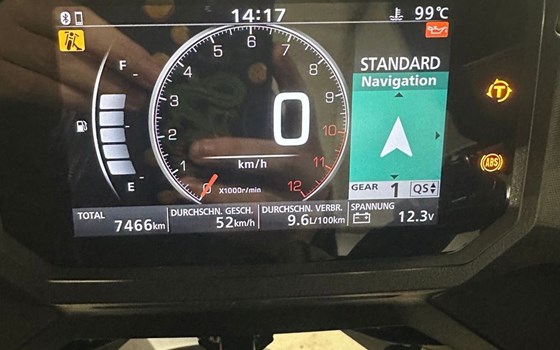 14:17
99℃
F
E
0 1 2 3 4 5 6 7 8 9 10 11 12
x1000r/min
0
km/h
STANDARD
Navigation
GEAR 1 QS
T
ABS
TOTAL
7466km
DURCHSCHN. GESCH.
52km/h
DURCHSCHN. VERBR.
9.6L/100km
SPANNUNG
12.3V